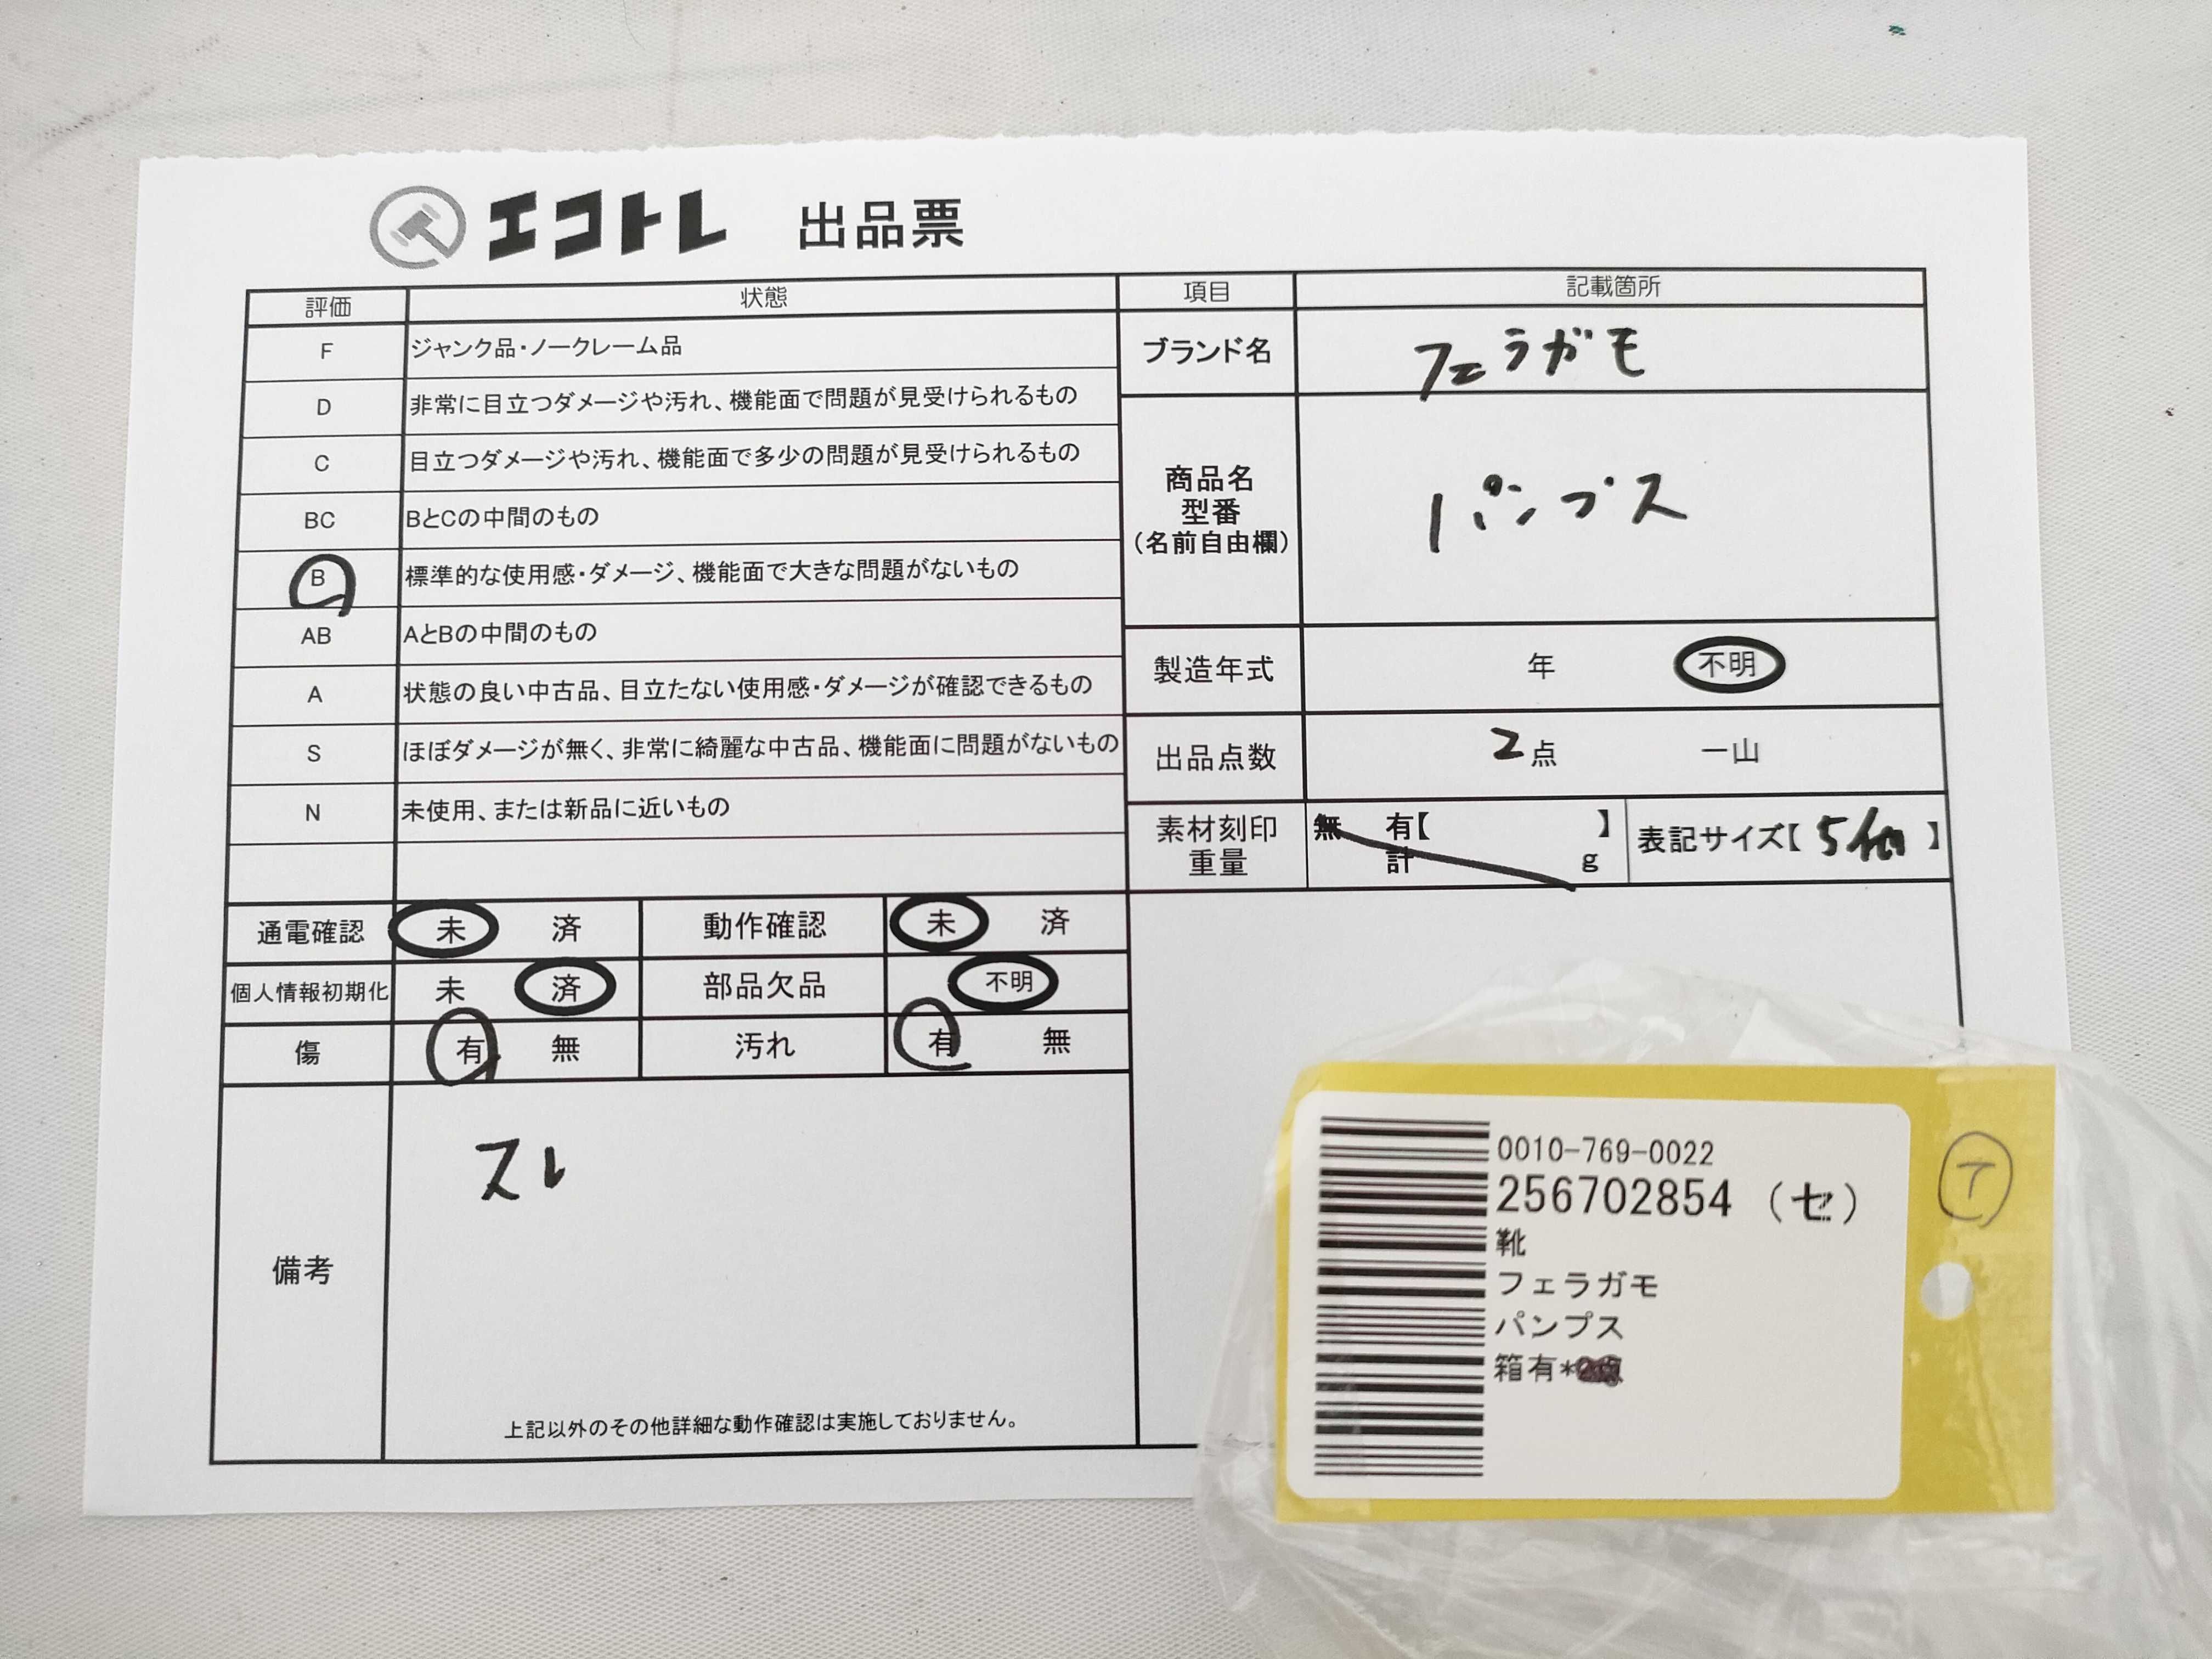 エコトレ 出品票
評価 状態 項目 記載箇所
F ジャンク品・ノークレーム品
D 非常に目立つダメージや汚れ、機能面で問題が見受けられるもの
C 目立つダメージや汚れ、機能面で多少の問題が見受けられるもの
BC BとCの中間のもの
B 標準的な使用感・ダメージ、機能面で大きな問題がないもの
AB AとBの中間のもの
A 状態の良い中古品、目立たない使用感・ダメージが確認できるもの
S ほぼダメージが無く、非常に綺麗な中古品、機能面に問題がないもの
N 未使用、または新品に近いもの
ブランド名 フェラガモ
商品名
型番
(名前自由欄)
パンプス
製造年式 年 不明
出品点数 2点 一山
素材刻印 無 有【 】
重量 計 g
表記サイズ【 5 】
通電確認 未 済 動作確認 未 済
個人情報初期化 未 済 部品欠品 不明
傷 有 無 汚れ 有 無
備考
スレ
上記以外のその他詳細な動作確認は実施しておりません。
0010-769-0022
256702854 (セ)
靴
フェラガモ
パンプス
箱有*